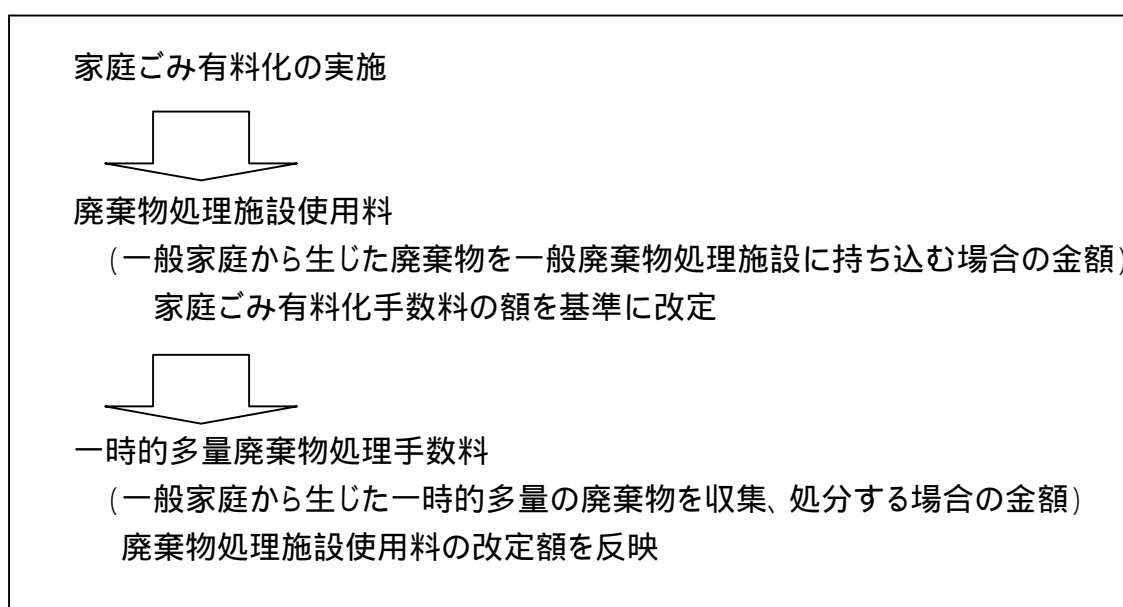 家庭ごみ有料化の実施
廃棄物処理施設使用料
(一般家庭から生じた廃棄物を一般廃棄物処理施設に持ち込む場合の金額)
家庭ごみ有料化手数料の額を基準に改定
一時的多量廃棄物処理手数料
(一般家庭から生じた一時的多量の廃棄物を収集、処分する場合の金額)
廃棄物処理施設使用料の改定額を反映